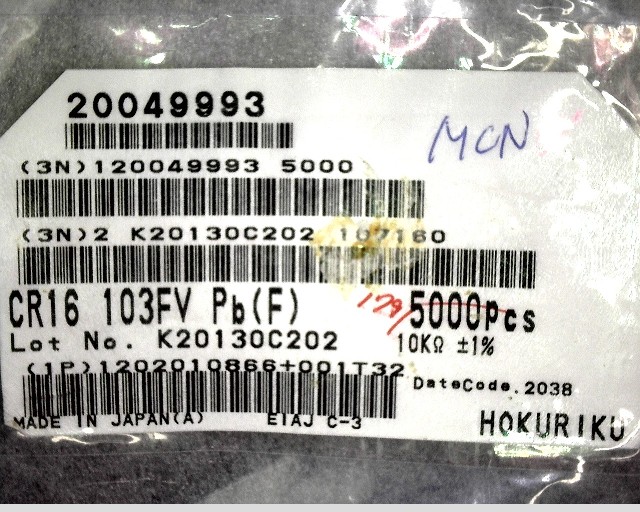 20049993
MCN
(3N)120049993 5000
(3N)2 K20130C202 107160
CR16 103FV Pb(F) 5000Pcs
Lot No. K20130C202 10KΩ ±1%
(1P)1202010866+001T32
DateCode.2038
MADE IN JAPAN(A) EIAJ C-3 HOKURIKU